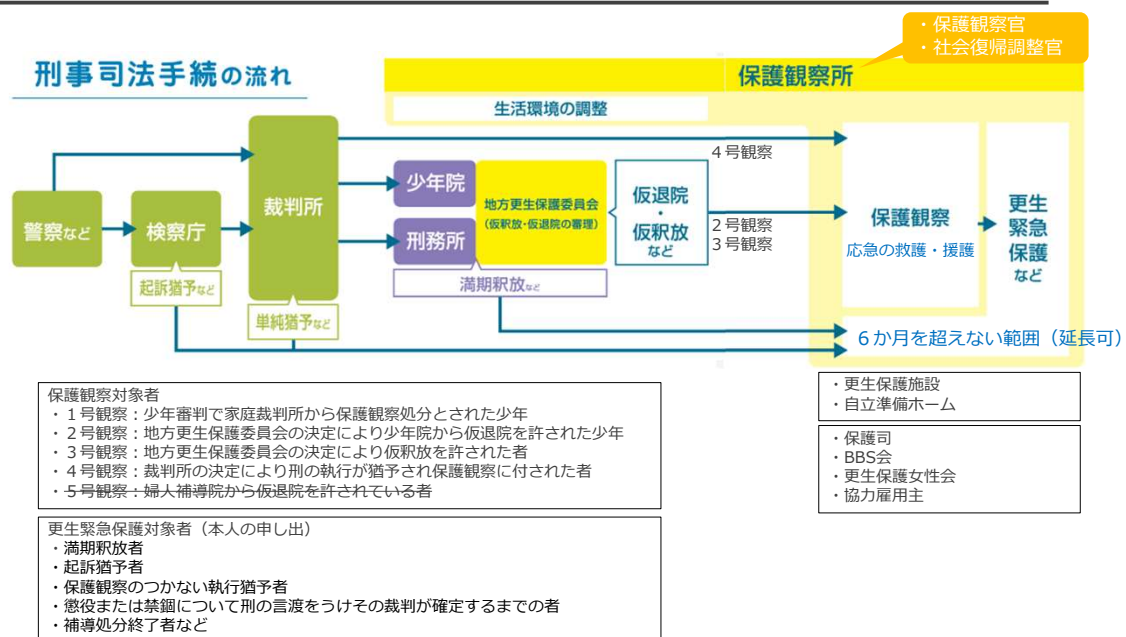 ・保護観察官
・社会復帰調整官
刑事司法手続の流れ
保護観察所
生活環境の調整
4号観察
警察など
検察庁
裁判所
少年院
刑務所
地方更生保護委員会
(仮釈放・仮退院の審理)
仮退院
・
仮釈放
など
2号観察
3号観察
保護観察
応急の救護・援護
更生
緊急
保護
など
起訴猶予など
単純猶予など
満期釈放など
6か月を超えない範囲（延長可）
保護観察対象者
・１号観察：少年審判で家庭裁判所から保護観察処分とされた少年
・２号観察：地方更生保護委員会の決定により少年院から仮退院を許された少年
・３号観察：地方更生保護委員会の決定により仮釈放を許された者
・４号観察：裁判所の決定により刑の執行が猶予され保護観察に付された者
・５号観察：婦人補導院から仮退院を許されている者
更生緊急保護対象者（本人の申し出）
・満期釈放者
・起訴猶予者
・保護観察のつかない執行猶予者
・懲役または禁錮について刑の言渡をうけその裁判が確定するまでの者
・補導処分終了者など
・更生保護施設
・自立準備ホーム
・保護司
・BBS会
・更生保護女性会
・協力雇用主